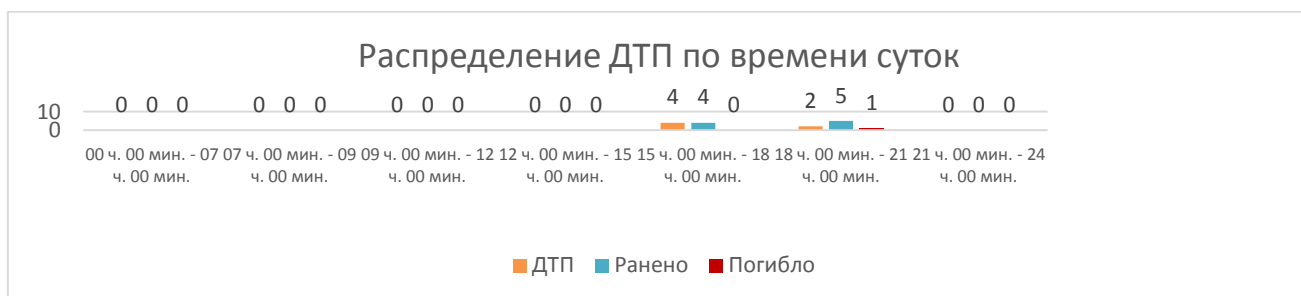 Распределение ДТП по времени суток
0 0 0 0 0 0 0 0 0 0 0 0 4 4 0 2 5 1 0 0 0
10
0
00 ч. 00 мин. - 07 07 ч. 00 мин. - 09 09 ч. 00 мин. - 12 12 ч. 00 мин. - 15 15 ч. 00 мин. - 18 18 ч. 00 мин. - 21 21 ч. 00 мин. - 24
ч. 00 мин. ч. 00 мин. ч. 00 мин. ч. 00 мин. ч. 00 мин. ч. 00 мин. ч. 00 мин.
ДТП Ранено Погибло